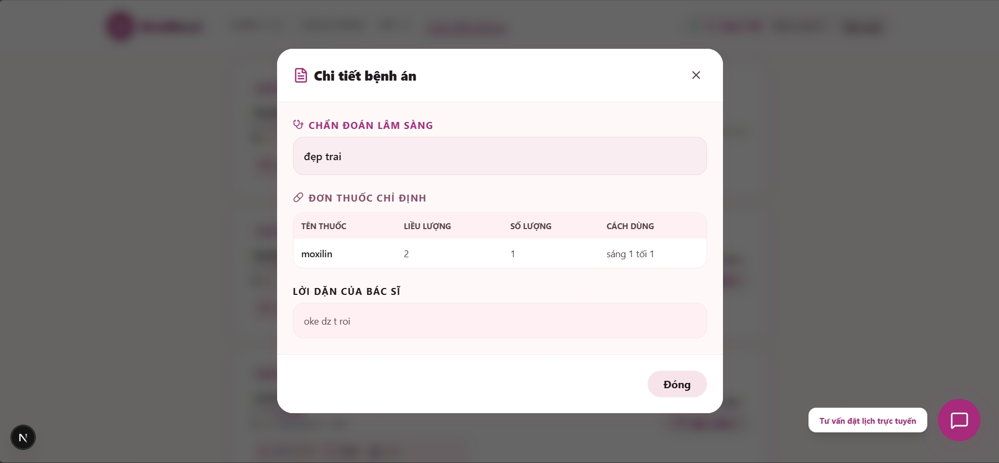 Chi tiết bệnh án
CHẨN ĐOÁN LÂM SÀNG
đẹp trai
ĐƠN THUỐC CHỈ ĐỊNH
TÊN THUỐC LIỀU LƯỢNG SỐ LƯỢNG CÁCH DÙNG
moxilin 2 1 sáng 1 tối 1
LỜI DẶN CỦA BÁC SĨ
oke dz t roi
Đóng
Tư vấn đặt lịch trực tuyến
N